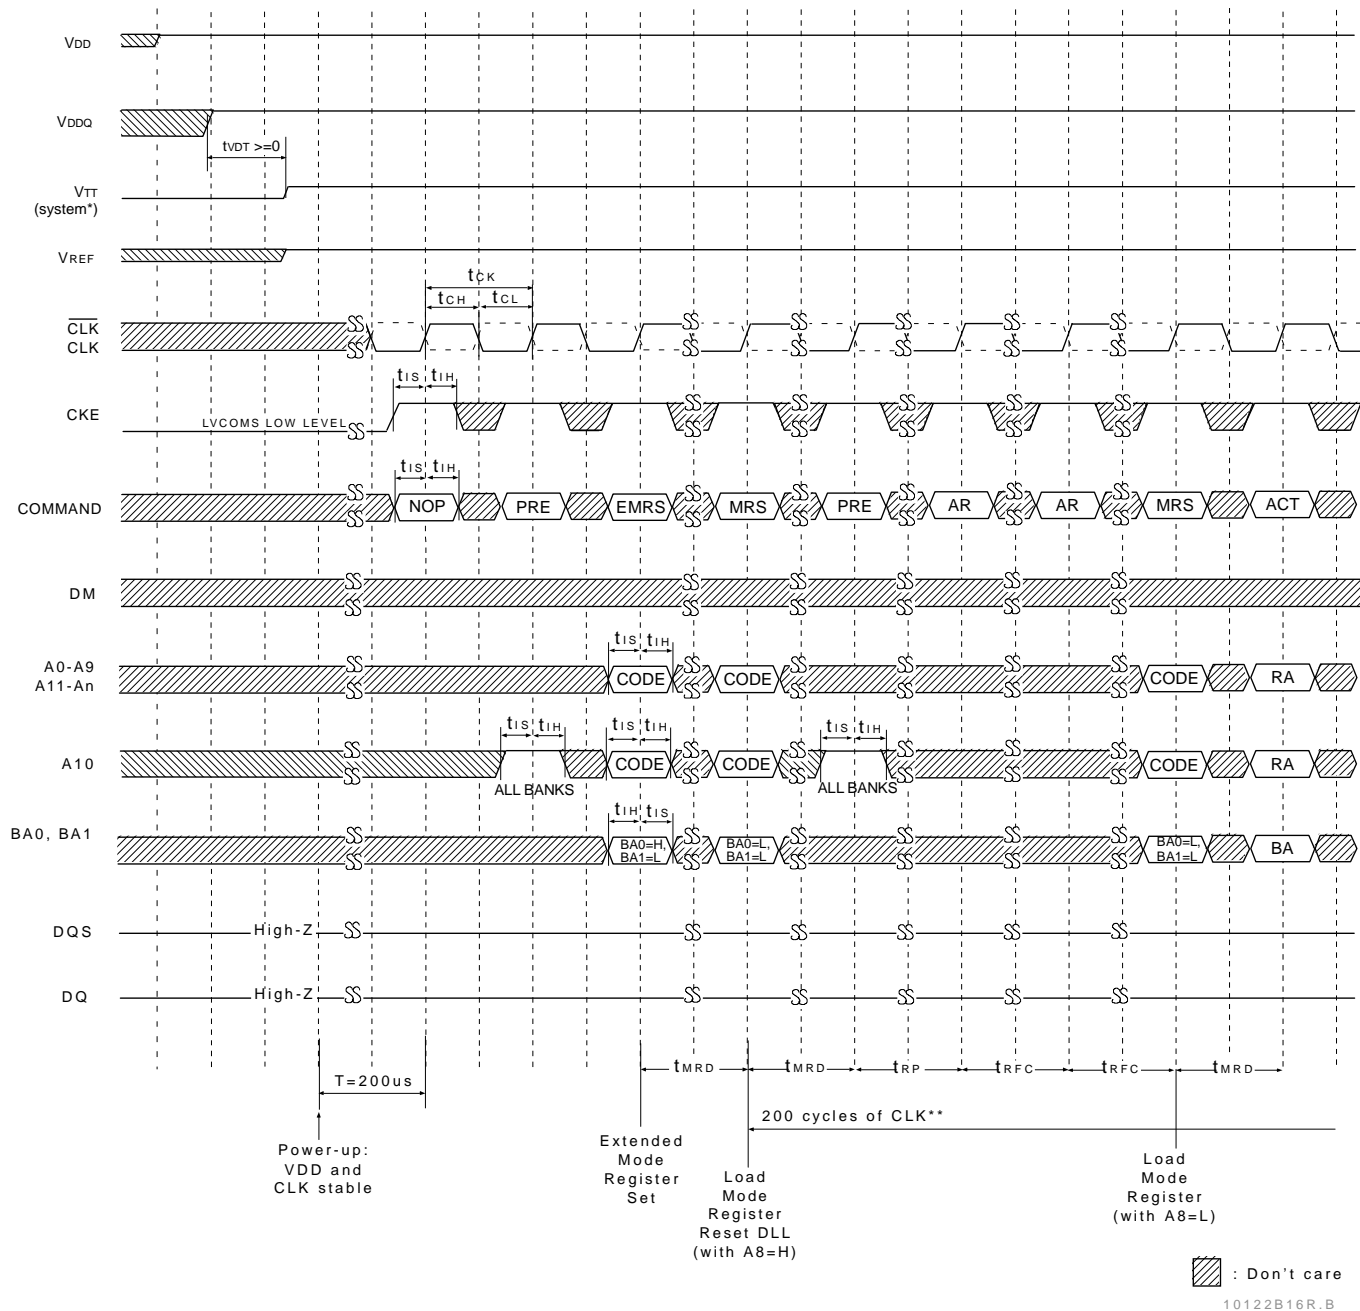 VDD
VDDQ
tVDT >=0
VTT
(system*)
VREF
tCK
tCH
tCL
CLK
CLK
tIS
tIH
CKE
LVCOMS LOW LEVEL
tIS
tIH
COMMAND
NOP
PRE
EMRS
MRS
PRE
AR
AR
MRS
ACT
DM
tIS
tIH
A0-A9
A11-An
CODE
CODE
CODE
RA
tIS
tIH
tIS
tIH
tIS
tIH
A10
CODE
CODE
CODE
RA
ALL BANKS
ALL BANKS
tIH
tIS
BA0, BA1
BA0=H,
BA1=L
BA0=L,
BA1=L
BA0=L,
BA1=L
BA
DQS
High-Z
DQ
High-Z
tMRD
tMRD
tRP
tRFC
tRFC
tMRD
T=200us
200 cycles of CLK**
Power-up:
VDD and
CLK stable
Extended
Mode
Register
Set
Load
Mode
Register
Reset DLL
(with A8=H)
Load
Mode
Register
(with A8=L)
: Don't care
10122B16R.B